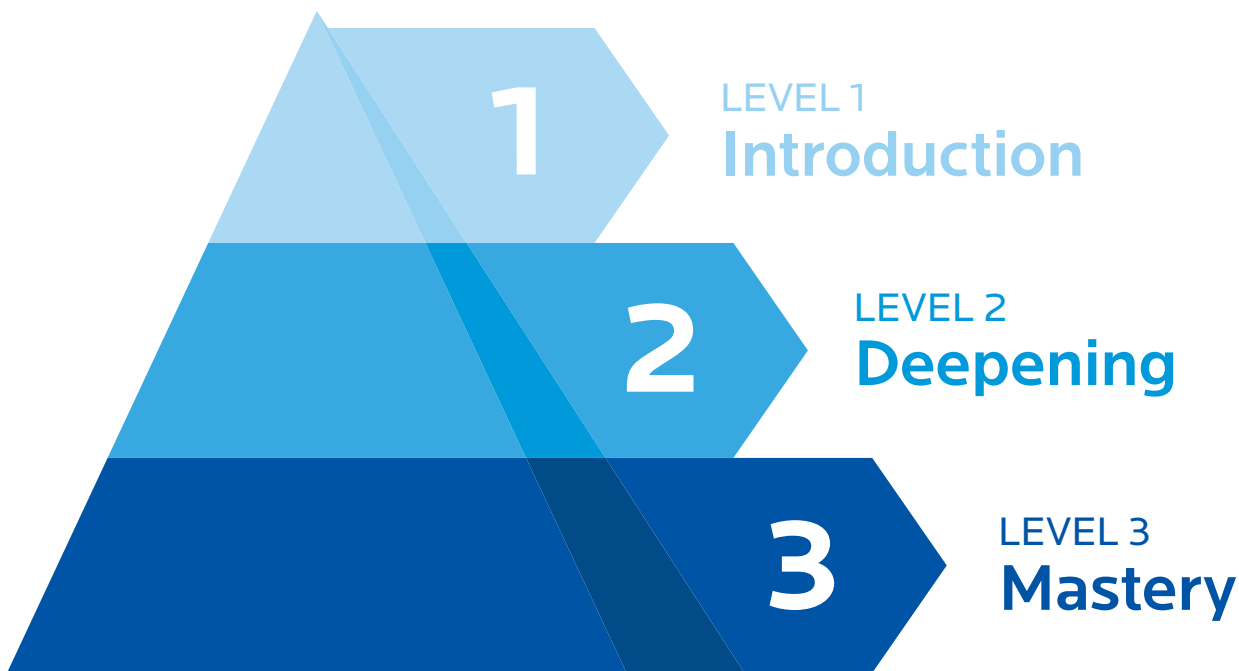 1
LEVEL 1
Introduction
2
LEVEL 2
Deepening
3
LEVEL 3
Mastery